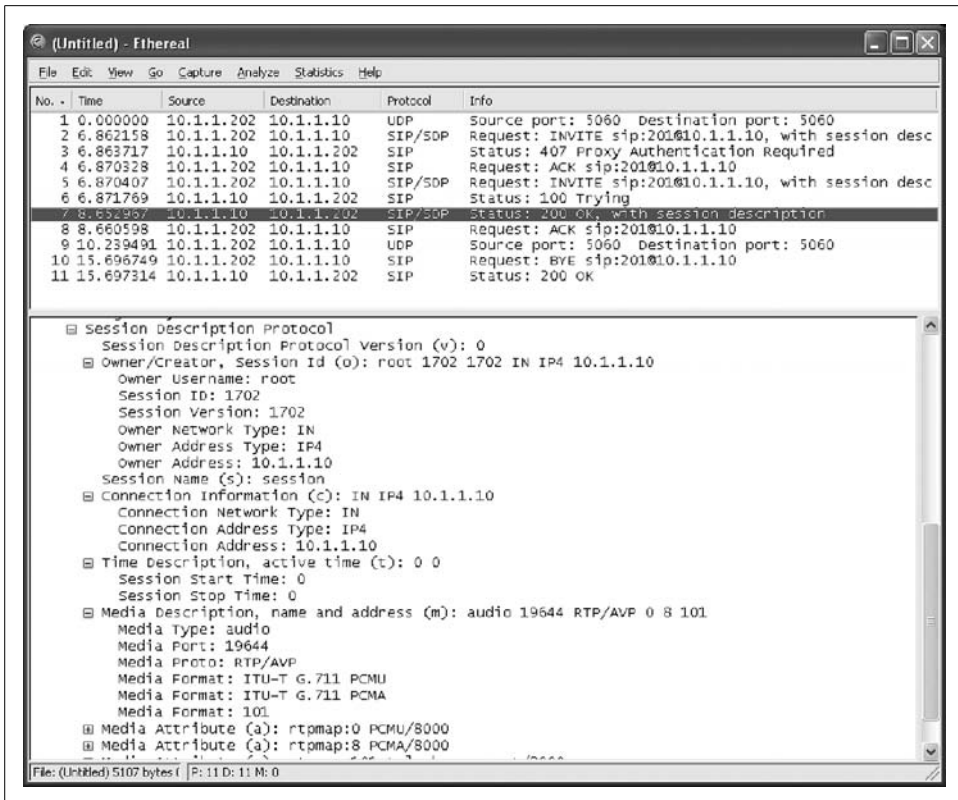 (Untitled) - Ethereal
File Edit View Go Capture Analyze Statistics Help
No. Time Source Destination Protocol Info
1 0.000000 10.1.1.202 10.1.1.10 UDP Source port: 5060 Destination port: 5060
2 6.862158 10.1.1.202 10.1.1.10 SIP/SDP Request: INVITE sip:201@10.1.1.10, with session desc
3 6.863717 10.1.1.10 10.1.1.202 SIP Status: 407 Proxy Authentication Required
4 6.870328 10.1.1.202 10.1.1.10 SIP Request: ACK sip:201@10.1.1.10
5 6.870407 10.1.1.202 10.1.1.10 SIP/SDP Request: INVITE sip:201@10.1.1.10, with session desc
6 6.871769 10.1.1.10 10.1.1.202 SIP Status: 100 Trying
7 8.652967 10.1.1.10 10.1.1.202 SIP/SDP Status: 200 OK, with session description
8 8.660598 10.1.1.202 10.1.1.10 SIP Request: ACK sip:201@10.1.1.10
9 10.239491 10.1.1.202 10.1.1.10 UDP Source port: 5060 Destination port: 5060
10 15.696749 10.1.1.202 10.1.1.10 SIP Request: BYE sip:201@10.1.1.10
11 15.697314 10.1.1.10 10.1.1.202 SIP Status: 200 OK
Session Description Protocol
Session Description Protocol Version (v): 0
Owner/Creator, Session Id (o): root 1702 1702 IN IP4 10.1.1.10
Owner Username: root
Session ID: 1702
Session Version: 1702
Owner Network Type: IN
Owner Address Type: IP4
Owner Address: 10.1.1.10
Session Name (s): session
Connection Information (c): IN IP4 10.1.1.10
Connection Network Type: IN
Connection Address Type: IP4
Connection Address: 10.1.1.10
Time Description, active time (t): 0 0
Session Start Time: 0
Session Stop Time: 0
Media Description, name and address (m): audio 19644 RTP/AVP 0 8 101
Media Type: audio
Media Port: 19644
Media Proto: RTP/AVP
Media Format: ITU-T G.711 PCMU
Media Format: ITU-T G.711 PCMA
Media Format: 101
Media Attribute (a): rtpmap:0 PCMU/8000
Media Attribute (a): rtpmap:8 PCMA/8000
File: (Untitled) 5107 bytes ( P: 11 D: 11 M: 0